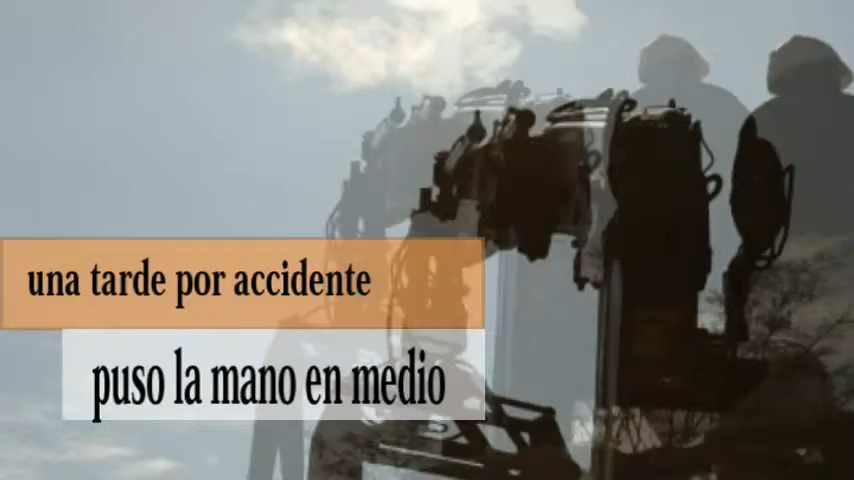 una tarde por accidente
puso la mano en medio